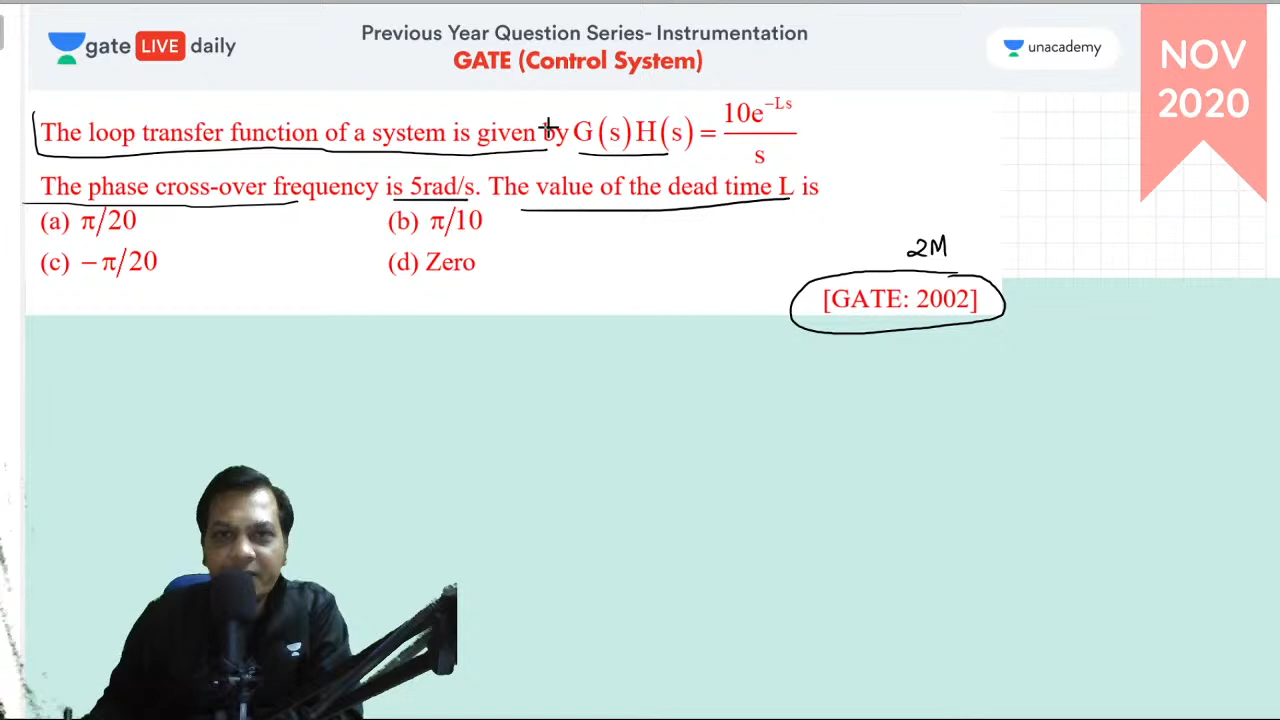 gate LIVE daily
Previous Year Question Series- Instrumentation
GATE (Control System)
unacademy
NOV
2020
The loop transfer function of a system is given by G(s)H(s) = 10e^{-Ls}/s
The phase cross-over frequency is 5rad/s. The value of the dead time L is
(a) π/20 (b) π/10
(c) −π/20 (d) Zero
2M
[GATE: 2002]